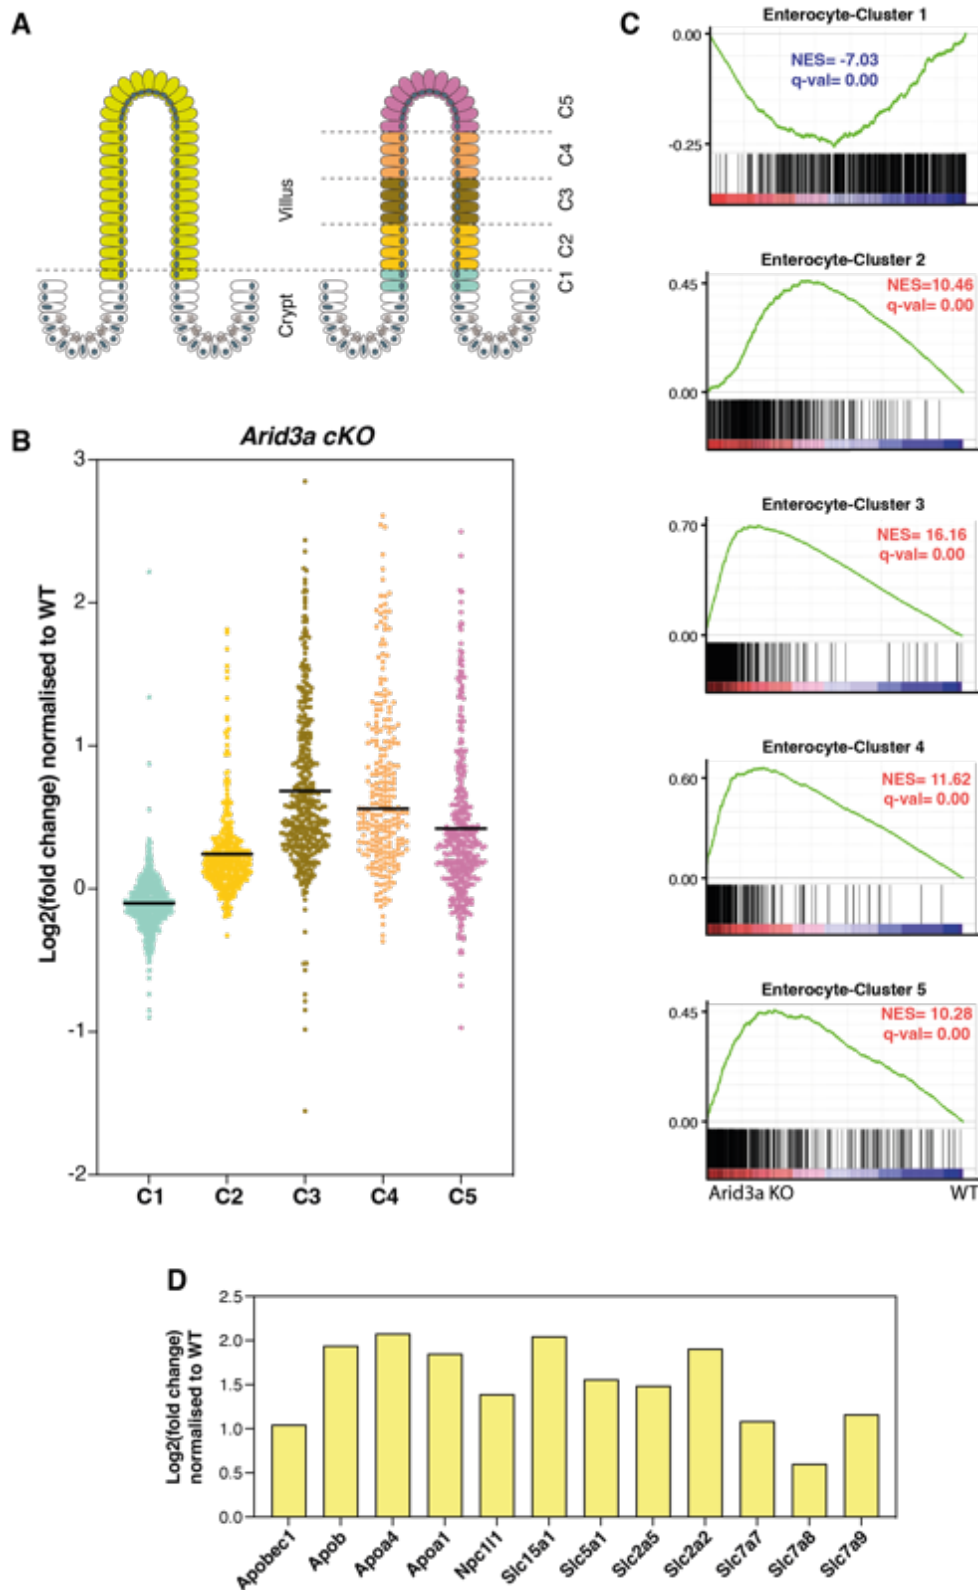 A
C5
C4
C3
C2
C1
Villus
Crypt
B
Arid3a cKO
Log2(fold change) normalised to WT
3
2
1
0
-1
-2
C1 C2 C3 C4 C5
C
Enterocyte-Cluster 1
0.00
-0.25
NES= -7.03
q-val= 0.00
Enterocyte-Cluster 2
0.45
0.00
NES=10.46
q-val= 0.00
Enterocyte-Cluster 3
0.70
0.00
NES= 16.16
q-val= 0.00
Enterocyte-Cluster 4
0.60
0.00
NES= 11.62
q-val= 0.00
Enterocyte-Cluster 5
0.45
0.00
NES= 10.28
q-val= 0.00
Arid3a KO WT
D
Log2(fold change)
normalised to WT
2.5
2.0
1.5
1.0
0.5
0.0
Apobec1 Apob Apoa4 Apoa1 Npc1l1 Slc15a1 Slc5a1 Slc2a5 Slc2a2 Slc7a7 Slc7a8 Slc7a9